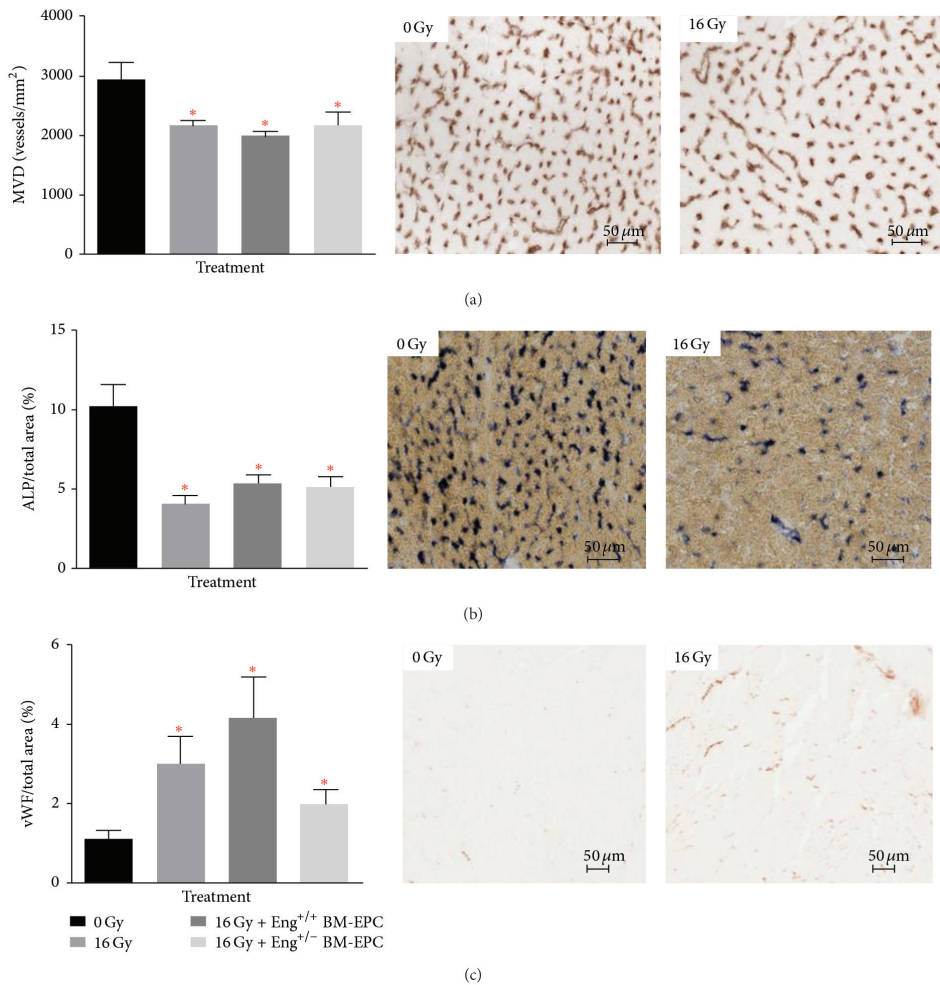 4000
3000
2000
1000
0
MVD (vessels/mm²)
* * *
Treatment
0 Gy
50 μm
16 Gy
50 μm
(a)
15
10
5
0
ALP/total area (%)
* * *
Treatment
0 Gy
50 μm
16 Gy
50 μm
(b)
6
4
2
0
vWF/total area (%)
* * *
Treatment
0 Gy
50 μm
16 Gy
50 μm
0 Gy
16 Gy
16 Gy + Eng⁺/⁺ BM-EPC
16 Gy + Eng⁺/⁻ BM-EPC
(c)